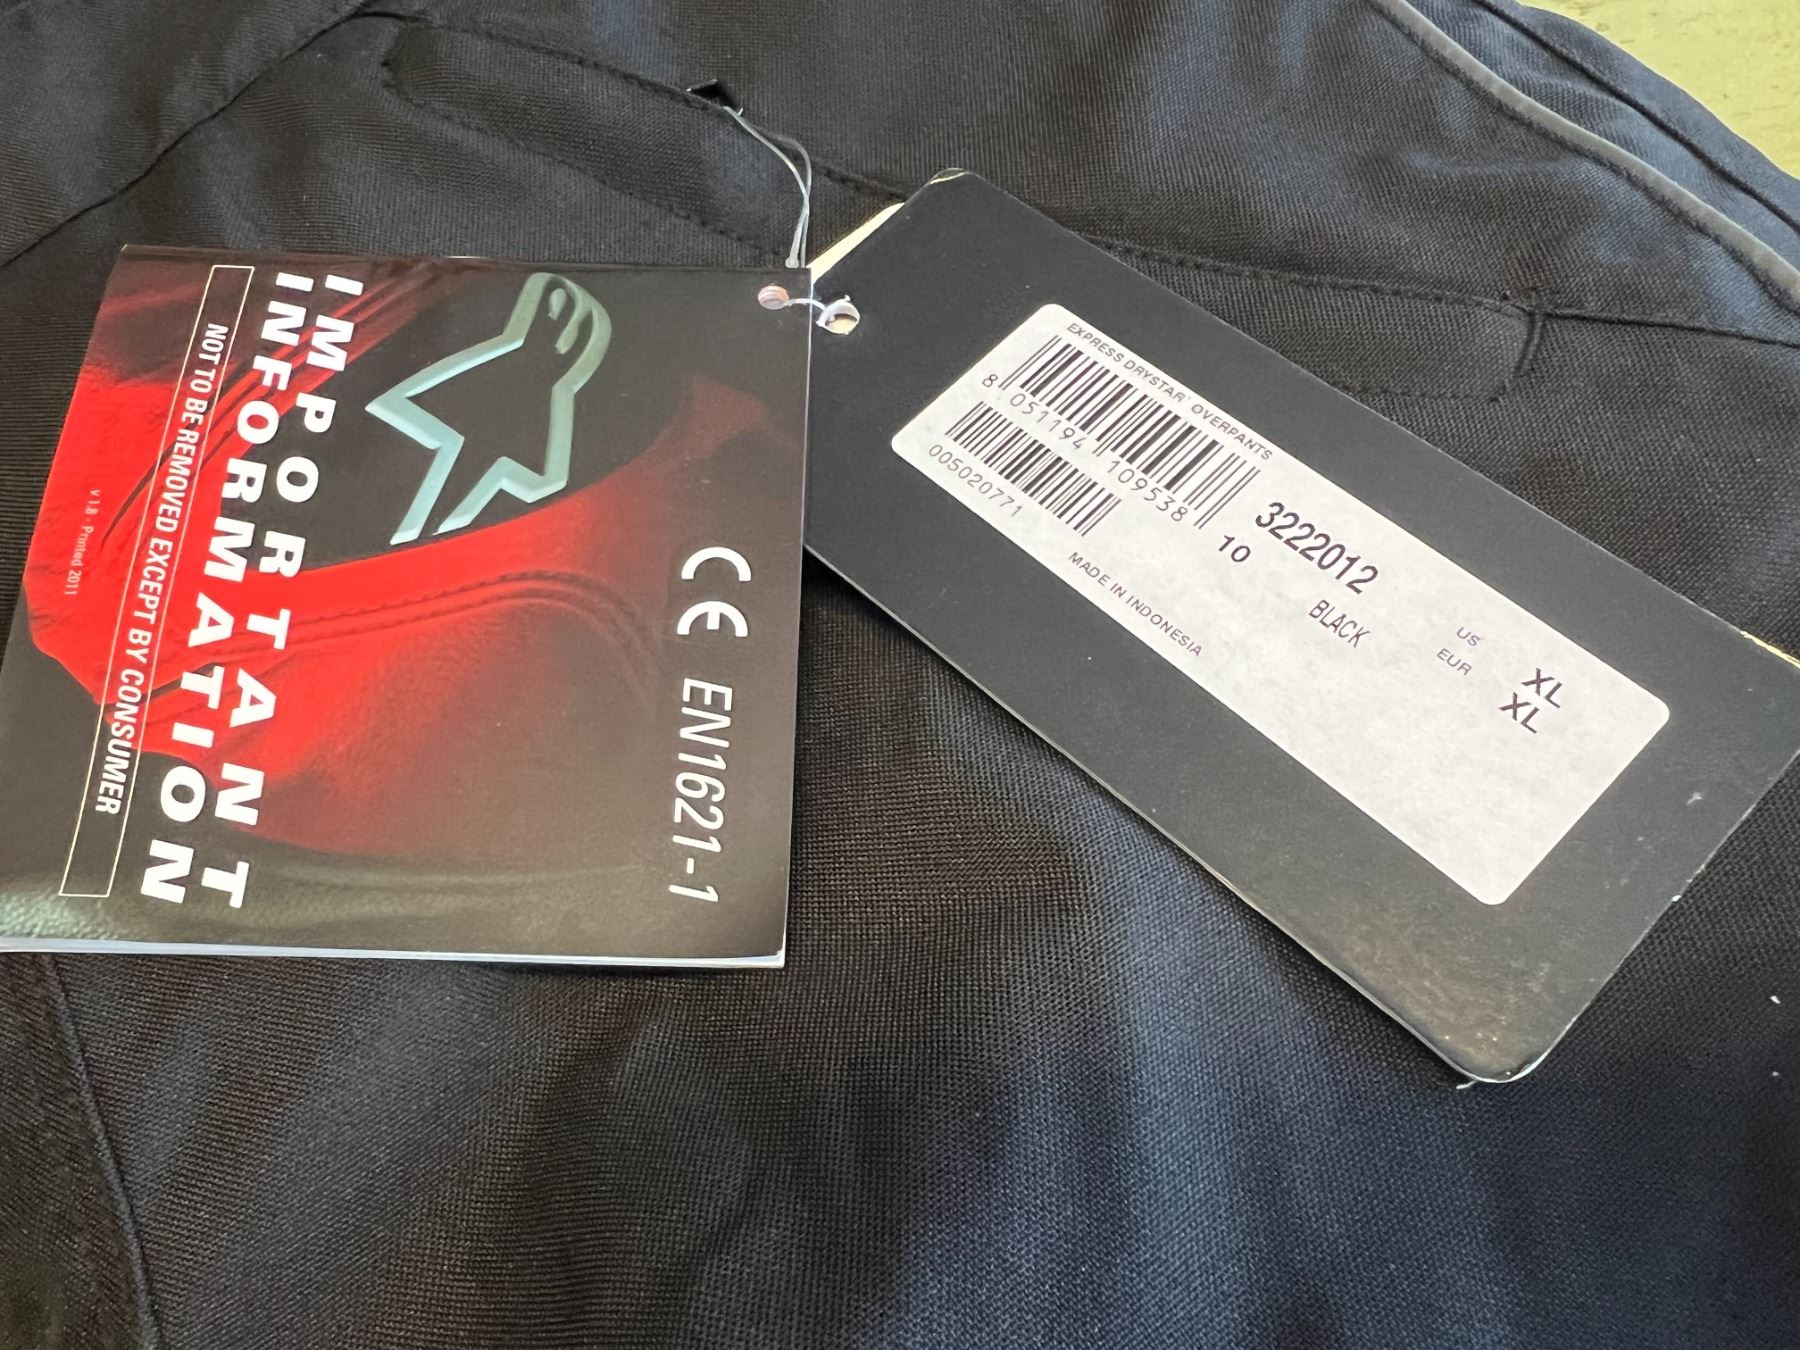 IMPORTANT
INFORMATION
NOT TO BE REMOVED EXCEPT BY CONSUMER
v 1.8 - Printed 2011
CE EN1621-1
EXPRESS DRYSTAR® OVERPANTS
8 051194 109538
005020771
3222012
10 BLACK
MADE IN INDONESIA
US XL
EUR XL